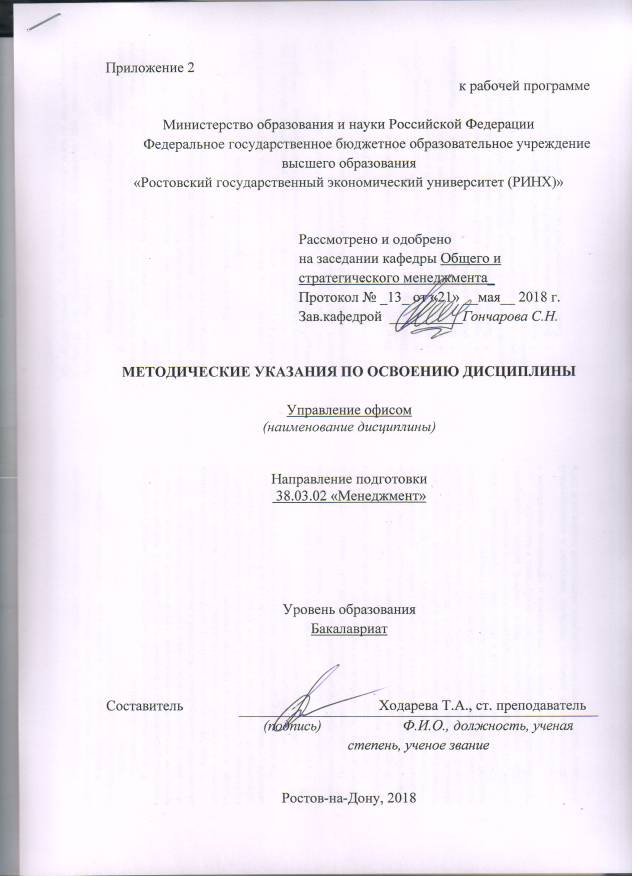 Приложение 2
к рабочей программе
Министерство образования и науки Российской Федерации
Федеральное государственное бюджетное образовательное учреждение
высшего образования
«Ростовский государственный экономический университет (РИНХ)»
Рассмотрено и одобрено
на заседании кафедры Общего и
стратегического менеджмента_
Протокол № _13_ от «21» __мая__ 2018 г.
Зав.кафедрой __________Гончарова С.Н.
МЕТОДИЧЕСКИЕ УКАЗАНИЯ ПО ОСВОЕНИЮ ДИСЦИПЛИНЫ
Управление офисом
(наименование дисциплины)
Направление подготовки
38.03.02 «Менеджмент»
Уровень образования
Бакалавриат
Составитель Ходарева Т.А., ст. преподаватель
(подпись) Ф.И.О., должность, ученая
степень, ученое звание
Ростов-на-Дону, 2018